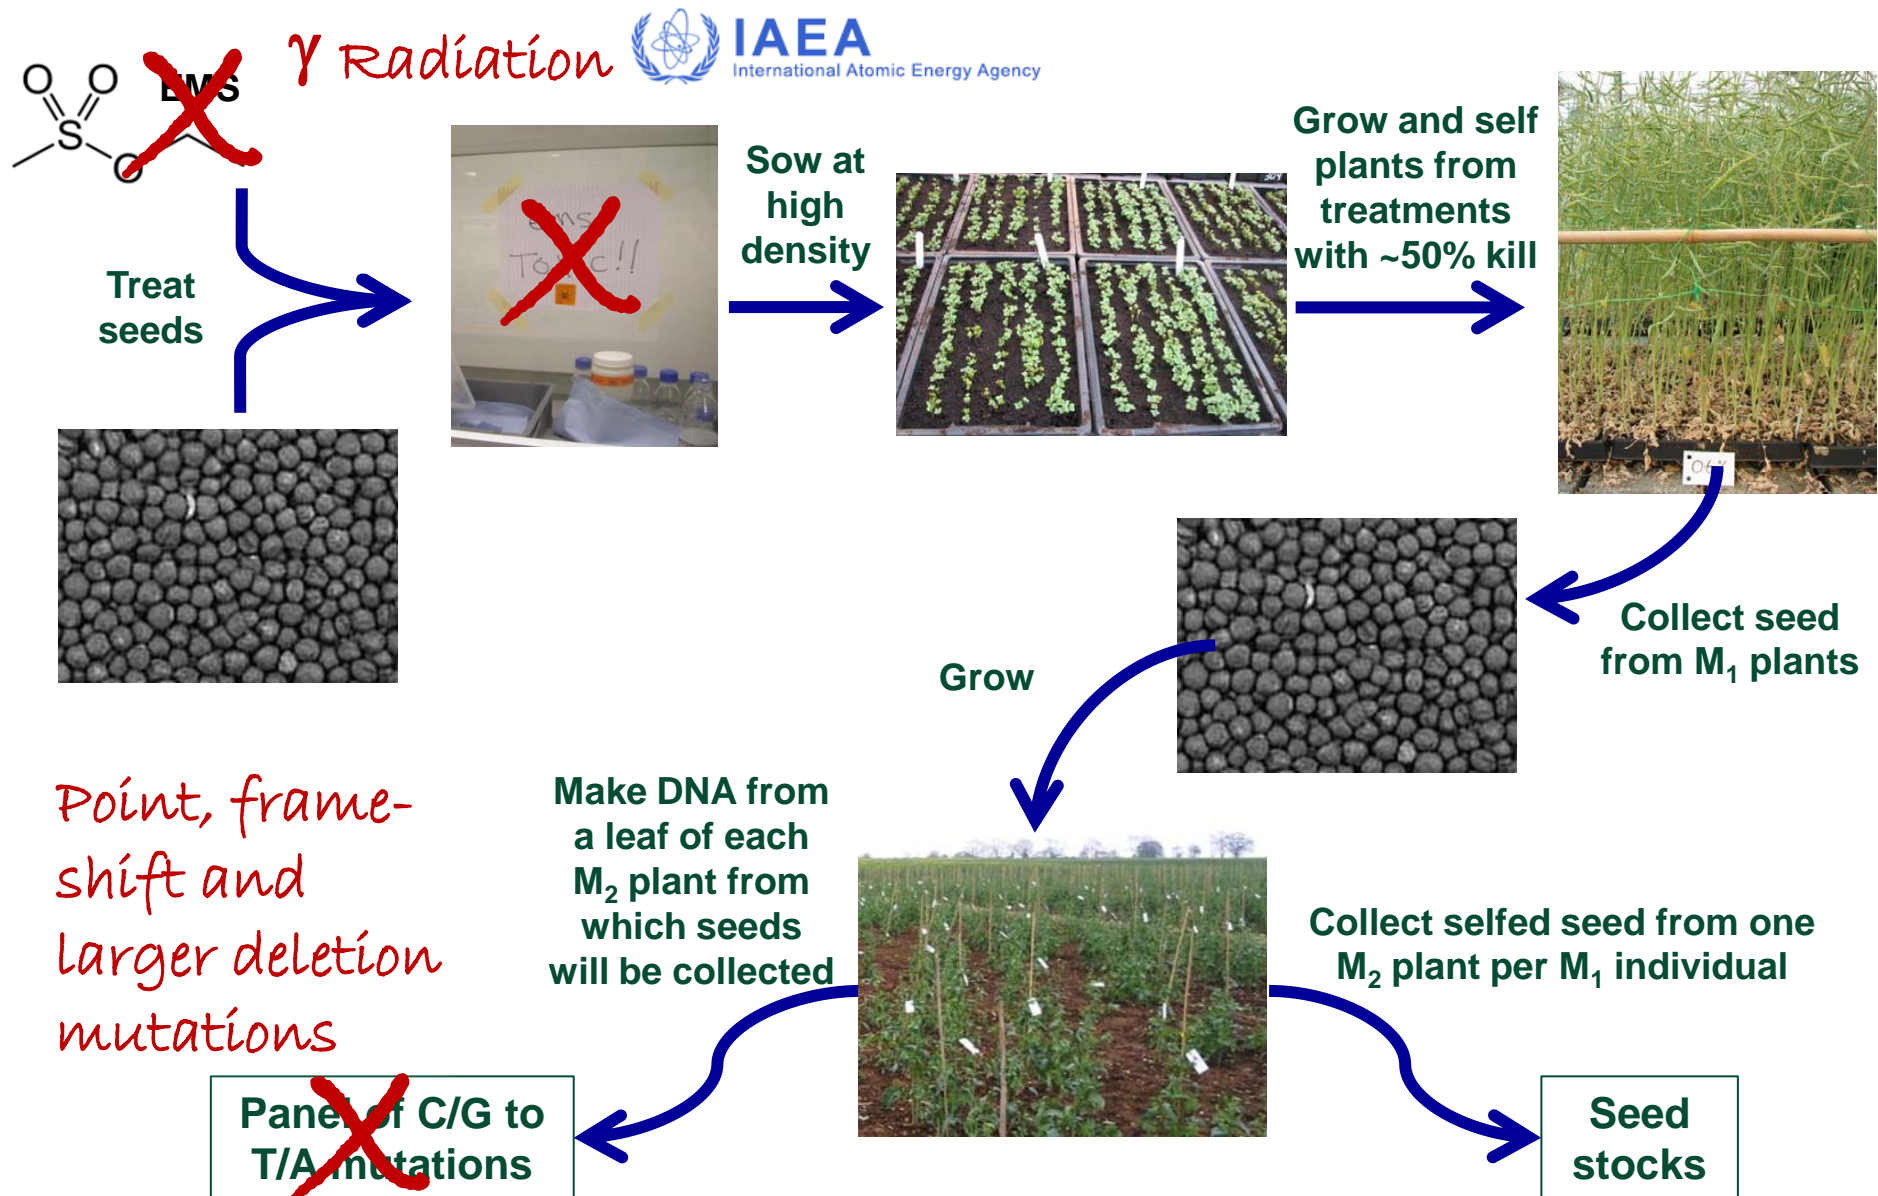 γ Radiation
IAEA
International Atomic Energy Agency
O
O
EMS
S
O
Treat
seeds
ems
Toxic!!
Sow at
high
density
Grow and self
plants from
treatments
with ~50% kill
Collect seed
from M₁ plants
Grow
Point, frame-
shift and
larger deletion
mutations
Make DNA from
a leaf of each
M₂ plant from
which seeds
will be collected
Collect selfed seed from one
M₂ plant per M₁ individual
Panel of C/G to
T/A mutations
Seed
stocks